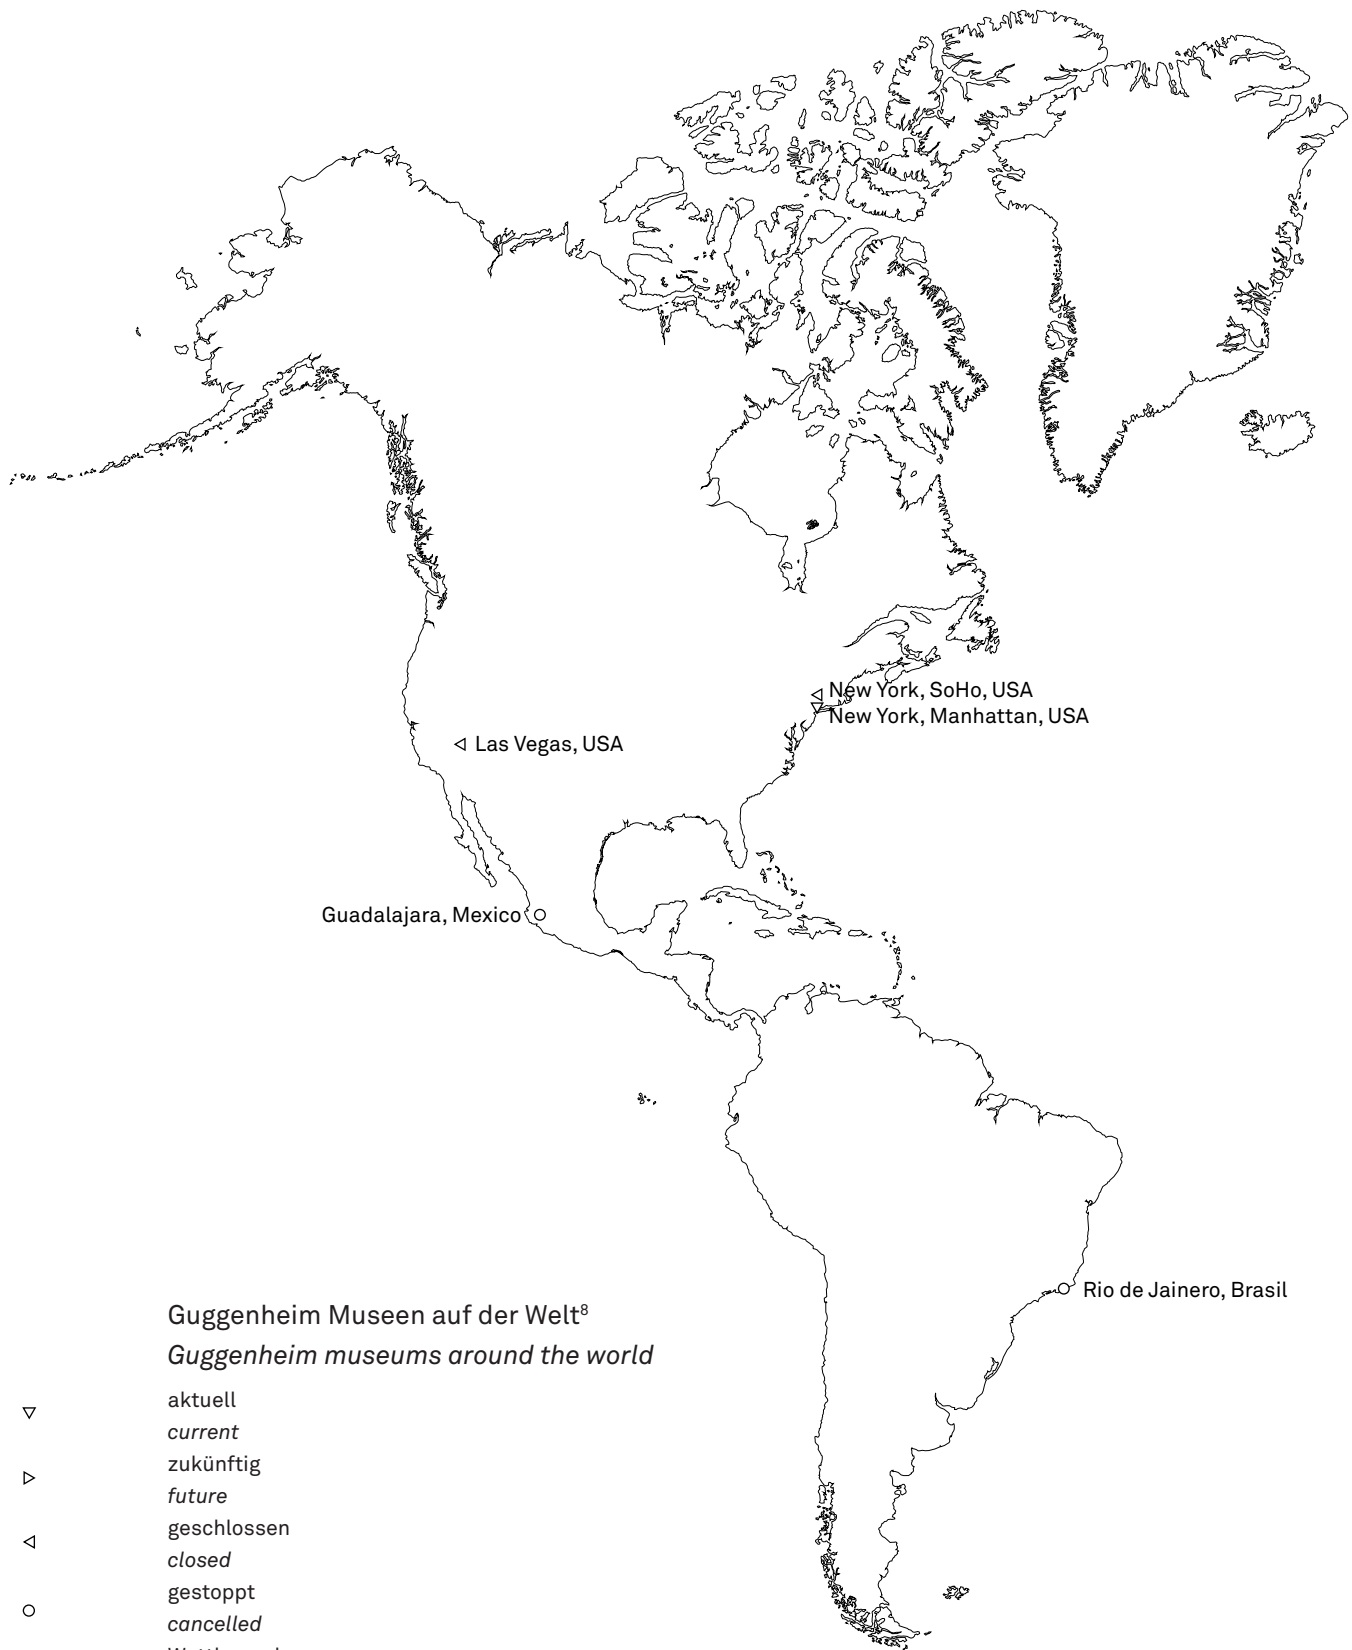 New York, SoHo, USA
New York, Manhattan, USA
Las Vegas, USA
Guadalajara, Mexico
Rio de Jainero, Brasil
Guggenheim Museen auf der Welt⁸
Guggenheim museums around the world
aktuell
current
zukünftig
future
geschlossen
closed
gestoppt
cancelled